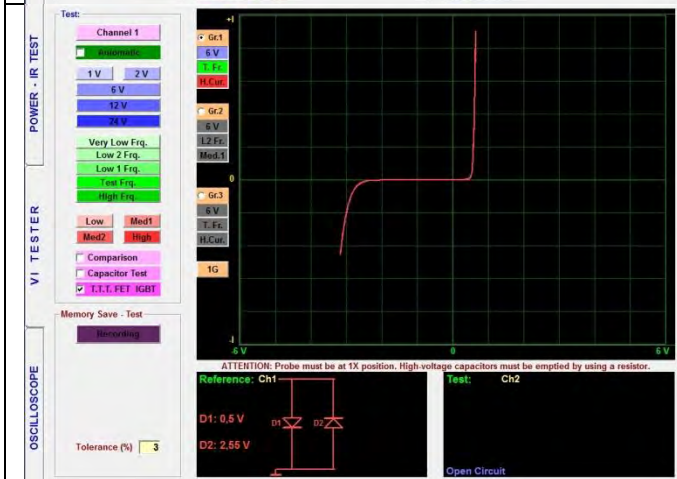 POWER - IR TEST
VI TESTER
OSCILLOSCOPE
Test:
Channel 1
Automatic
1 V
2 V
6 V
12 V
24 V
Very Low Frq.
Low 2 Frq.
Low 1 Frq.
Test Frq.
High Frq.
Low
Med1
Med2
High
Comparison
Capacitor Test
T.T.T. FET IGBT
Memory Save - Test
Recording
Tolerance (%)
3
Gr.1
6 V
T. Fr.
H.Cur.
Gr.2
6 V
L2 Fr.
Med.1
Gr.3
6 V
T. Fr.
H.Cur.
1G
+I
0
-I
-6 V
0
6 V
ATTENTION: Probe must be at 1X position. High-voltage capacitors must be emptied by using a resistor.
Reference: Ch1
D1: 0,5 V
D2: 2,55 V
D1
D2
Test:
Ch2
Open Circuit